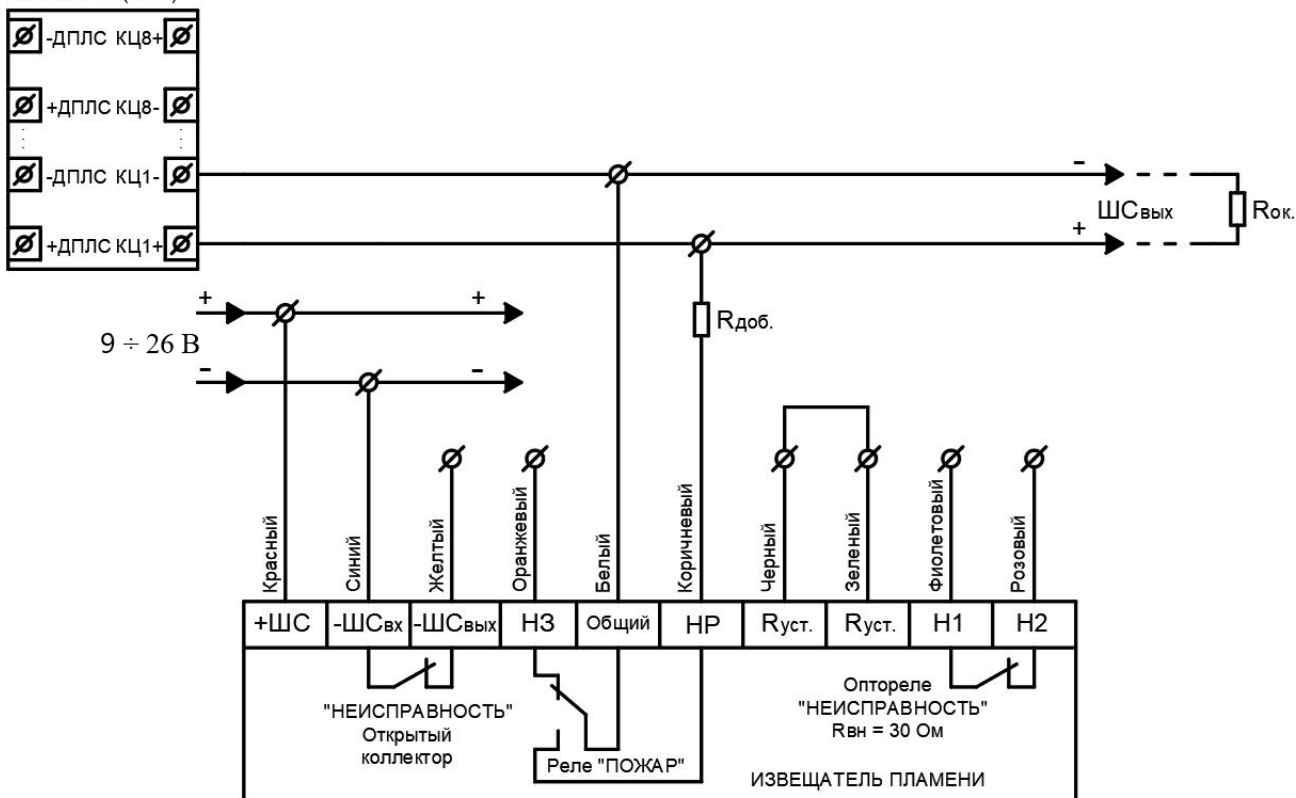 -ДПЛС КЦ8+
+ДПЛС КЦ8-
-ДПЛС КЦ1-
+ДПЛС КЦ1+
-
ШСвых
+
Rок.
+ +
9 ÷ 26 В
- -
Rдоб.
Красный
Синий
Желтый
Оранжевый
Белый
Коричневый
Черный
Зеленый
Фиолетовый
Розовый
+ШС -ШСвх -ШСвых НЗ Общий НР Rуст. Rуст. Н1 Н2
"НЕИСПРАВНОСТЬ"
Открытый
коллектор
Реле "ПОЖАР"
Оптореле
"НЕИСПРАВНОСТЬ"
Rвн = 30 Ом
ИЗВЕЩАТЕЛЬ ПЛАМЕНИ